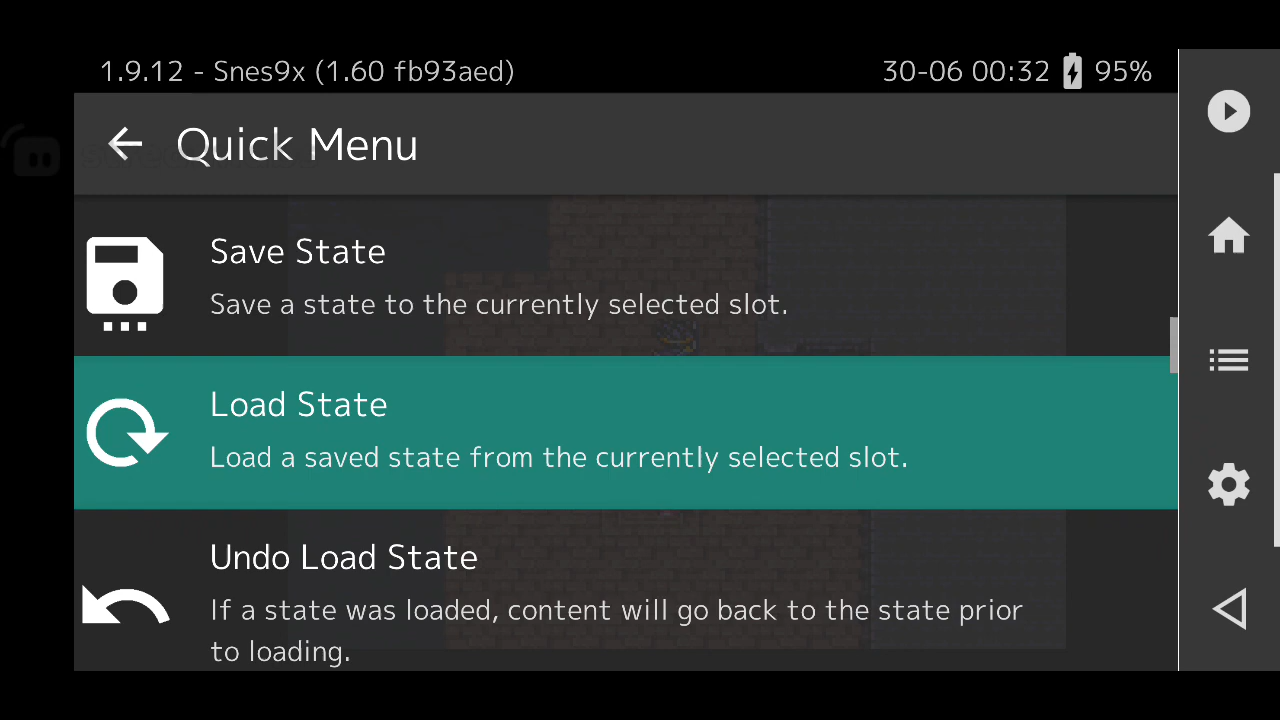 1.9.12 - Snes9x (1.60 fb93aed)
30-06 00:32 95%
Quick Menu
Save State
Save a state to the currently selected slot.
Load State
Load a saved state from the currently selected slot.
Undo Load State
If a state was loaded, content will go back to the state prior
to loading.